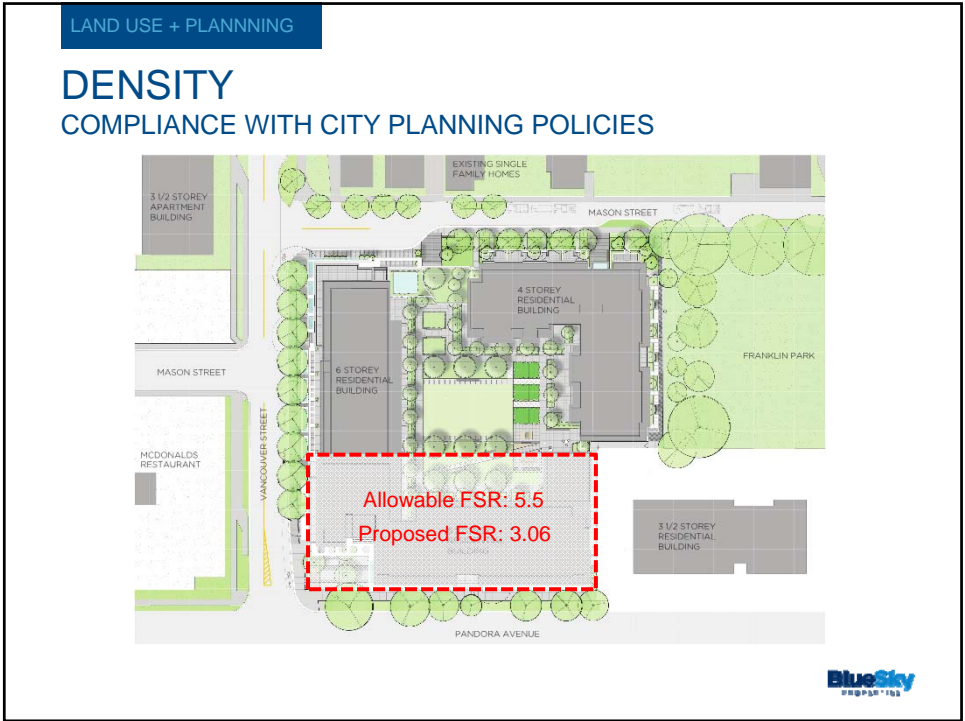 LAND USE + PLANNNING
DENSITY
COMPLIANCE WITH CITY PLANNING POLICIES
EXISTING SINGLE
FAMILY HOMES
3 1/2 STOREY
APARTMENT
BUILDING
MASON STREET
4 STOREY
RESIDENTIAL
BUILDING
FRANKLIN PARK
MASON STREET
6 STOREY
RESIDENTIAL
BUILDING
VANCOUVER STREET
MCDONALDS
RESTAURANT
Allowable FSR: 5.5
Proposed FSR: 3.06
BUILDING
3 1/2 STOREY
RESIDENTIAL
BUILDING
PANDORA AVENUE
BlueSky
PROPERTIES